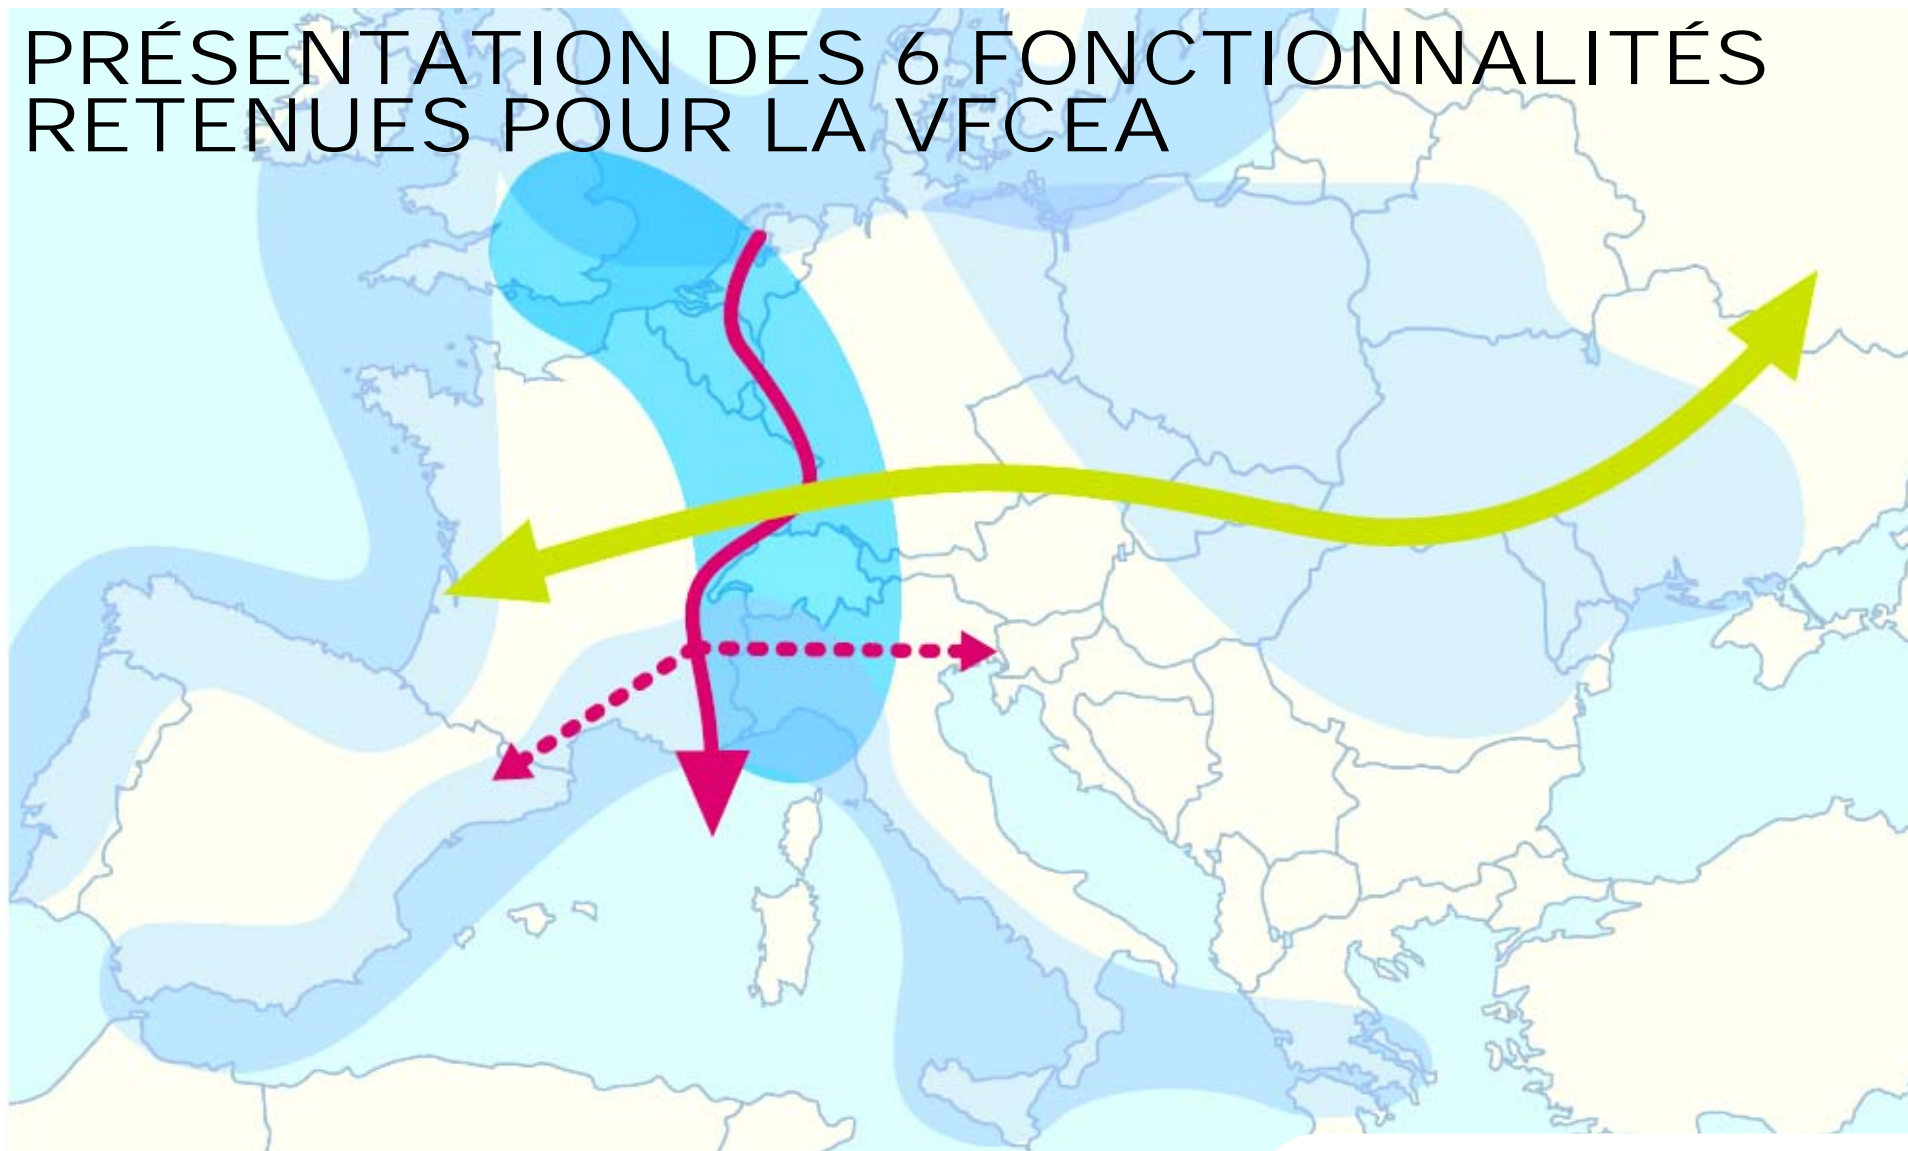 PRÉSENTATION DES 6 FONCTIONNALITÉS
RETENUES POUR LA VFCEA